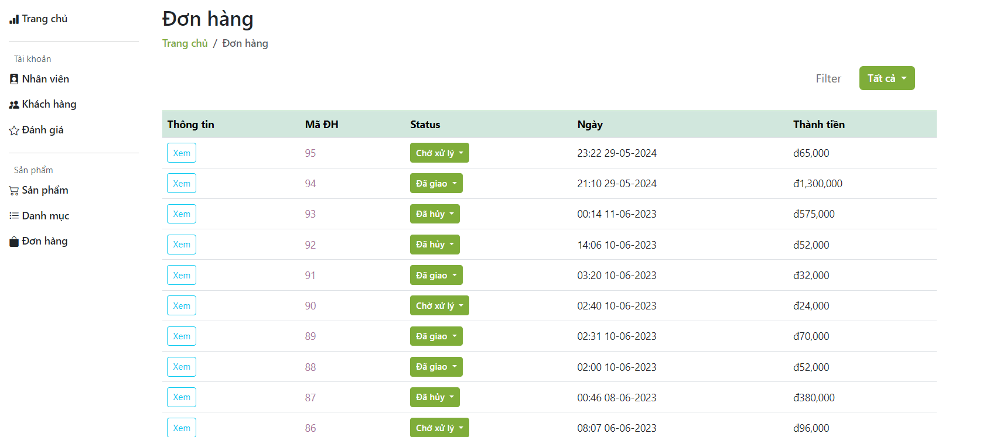 Trang chủ
Tài khoản
Nhân viên
Khách hàng
Đánh giá
Sản phẩm
Sản phẩm
Danh mục
Đơn hàng
Đơn hàng
Trang chủ / Đơn hàng
Filter Tất cả
Thông tin Mã ĐH Status Ngày Thành tiền
Xem 95 Chờ xử lý 23:22 29-05-2024 đ65,000
Xem 94 Đã giao 21:10 29-05-2024 đ1,300,000
Xem 93 Đã hủy 00:14 11-06-2023 đ575,000
Xem 92 Đã hủy 14:06 10-06-2023 đ52,000
Xem 91 Đã giao 03:20 10-06-2023 đ32,000
Xem 90 Chờ xử lý 02:40 10-06-2023 đ24,000
Xem 89 Đã giao 02:31 10-06-2023 đ70,000
Xem 88 Đã giao 02:00 10-06-2023 đ52,000
Xem 87 Đã hủy 00:46 08-06-2023 đ380,000
Xem 86 Chờ xử lý 08:07 06-06-2023 đ96,000